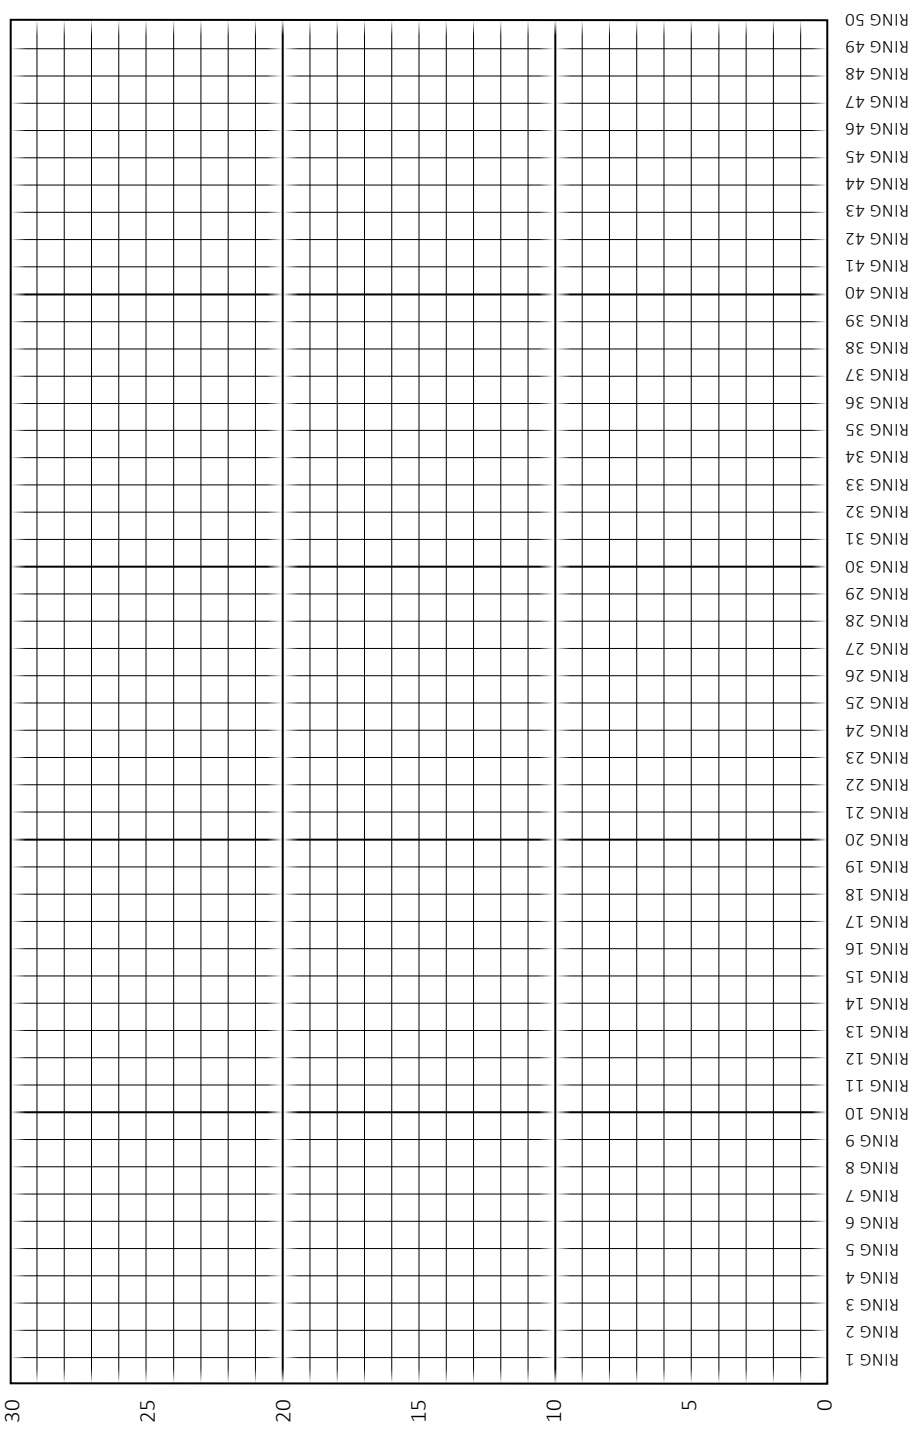 RING 50
RING 49
RING 48
RING 47
RING 46
RING 45
RING 44
RING 43
RING 42
RING 41
RING 40
RING 39
RING 38
RING 37
RING 36
RING 35
RING 34
RING 33
RING 32
RING 31
RING 30
RING 29
RING 28
RING 27
RING 26
RING 25
RING 24
RING 23
RING 22
RING 21
RING 20
RING 19
RING 18
RING 17
RING 16
RING 15
RING 14
RING 13
RING 12
RING 11
RING 10
RING 9
RING 8
RING 7
RING 6
RING 5
RING 4
RING 3
RING 2
RING 1
30
25
20
15
10
5
0